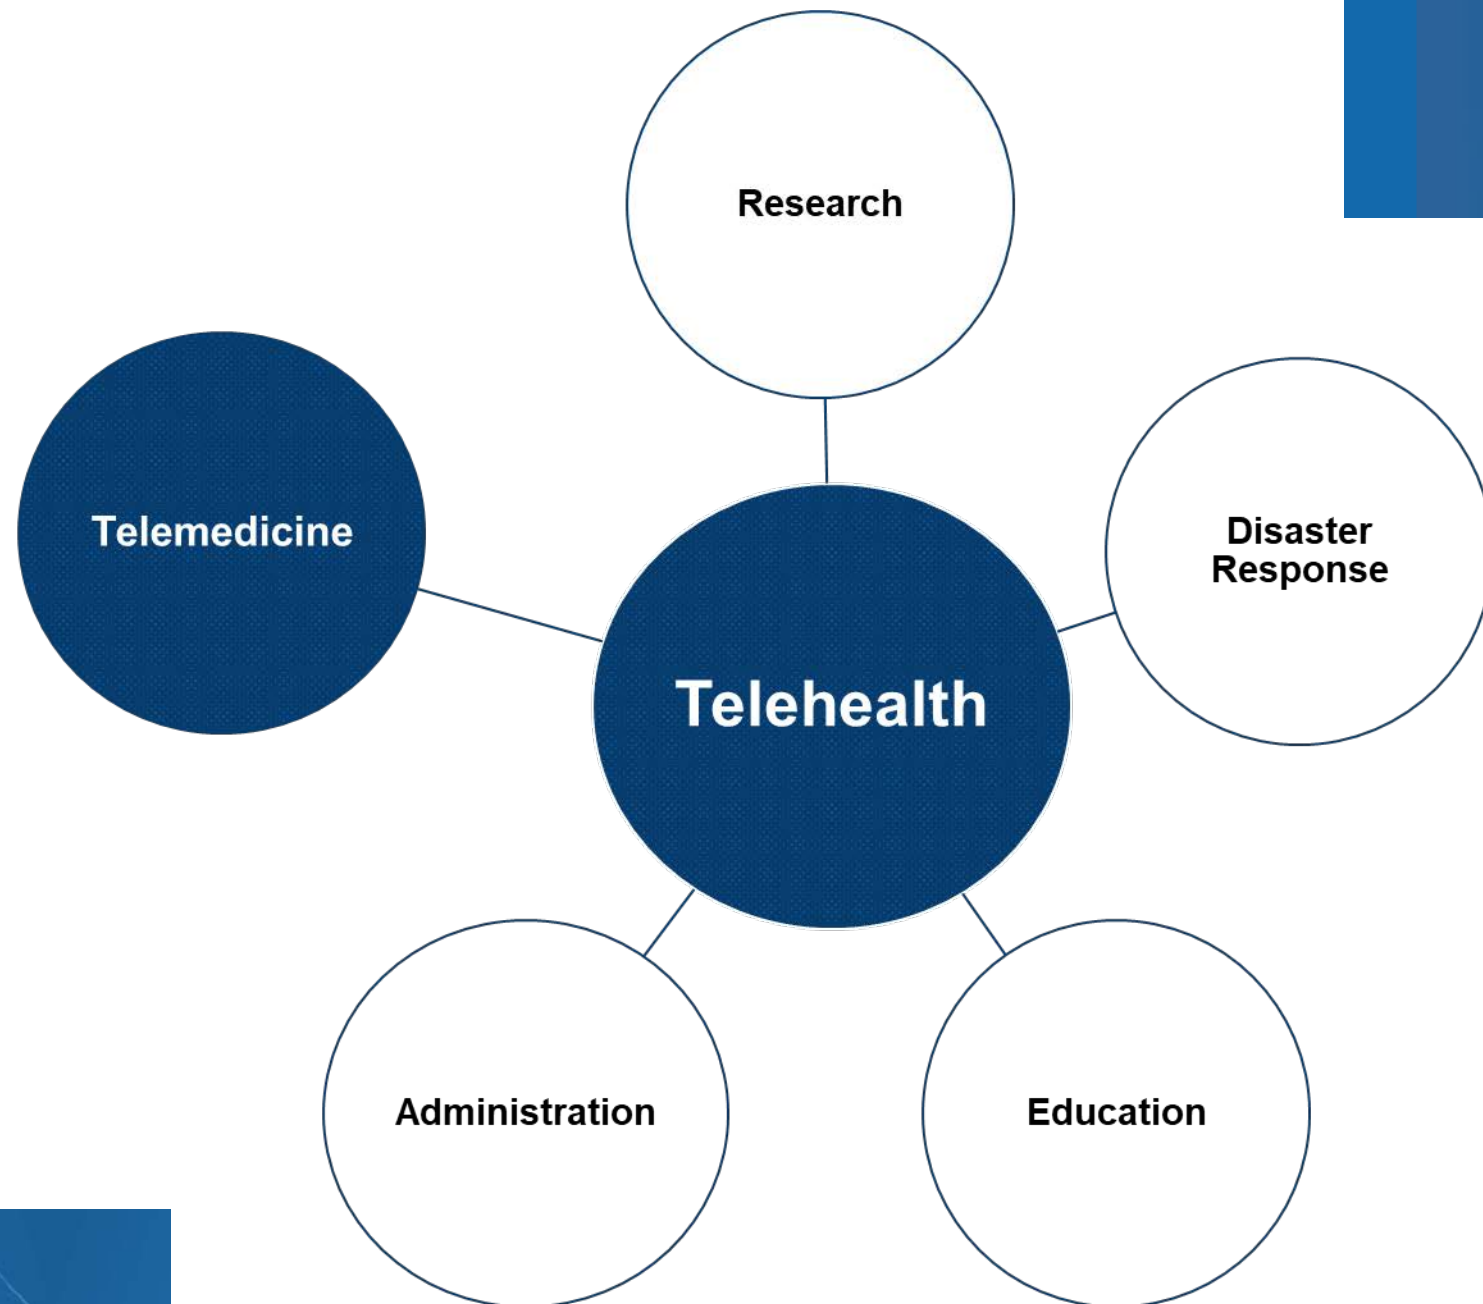 Research
Telemedicine
Disaster
Response
Telehealth
Administration
Education